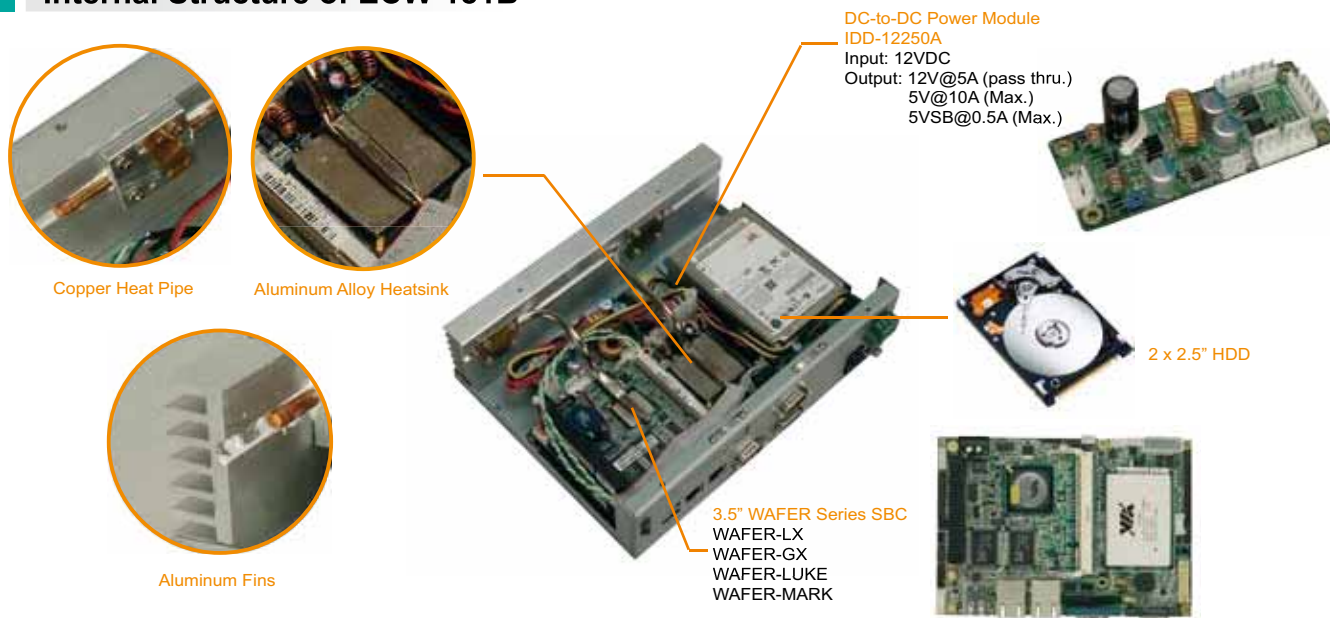 DC-to-DC Power Module
IDD-12250A
Input: 12VDC
Output: 12V@5A (pass thru.)
5V@10A (Max.)
5VSB@0.5A (Max.)
Copper Heat Pipe
Aluminum Alloy Heatsink
2 x 2.5” HDD
3.5” WAFER Series SBC
WAFER-LX
WAFER-GX
WAFER-LUKE
WAFER-MARK
Aluminum Fins
VIA